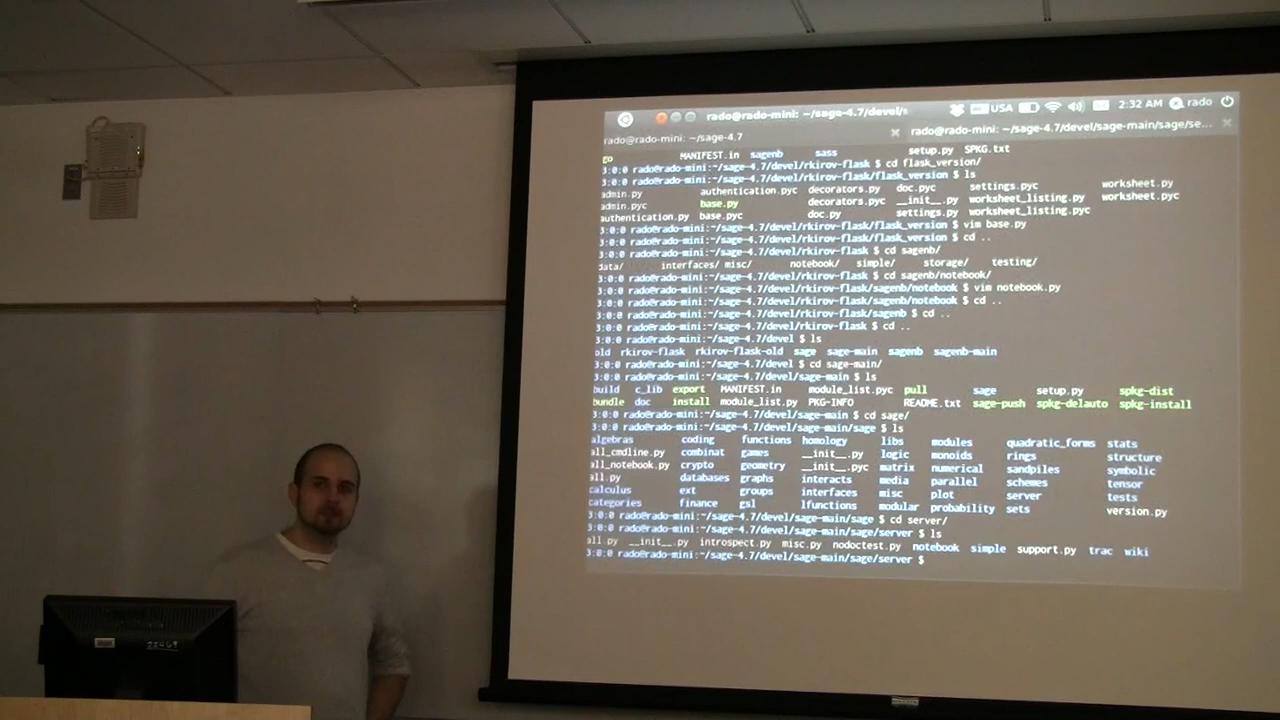 rado@rado-mini: ~/sage-4.7/devel/s USA 2:32 AM rado
rado@rado-mini: ~/sage-4.7 rado@rado-mini: ~/sage-4.7/devel/sage-main/sage/se...
go MANIFEST.in sagenb sass setup.py SPKG.txt
3:0:0 rado@rado-mini:~/sage-4.7/devel/rkirov-flask $ cd flask_version/
3:0:0 rado@rado-mini:~/sage-4.7/devel/rkirov-flask/flask_version $ ls
admin.py authentication.pyc decorators.py doc.pyc settings.pyc worksheet.py
admin.pyc base.py decorators.pyc __init__.py worksheet_listing.py worksheet.pyc
authentication.py base.pyc doc.py settings.py worksheet_listing.pyc
3:0:0 rado@rado-mini:~/sage-4.7/devel/rkirov-flask/flask_version $ vim base.py
3:0:0 rado@rado-mini:~/sage-4.7/devel/rkirov-flask/flask_version $ cd ..
3:0:0 rado@rado-mini:~/sage-4.7/devel/rkirov-flask $ cd sagenb/
data/ interfaces/ misc/ notebook/ simple/ storage/ testing/
3:0:0 rado@rado-mini:~/sage-4.7/devel/rkirov-flask $ cd sagenb/notebook/
3:0:0 rado@rado-mini:~/sage-4.7/devel/rkirov-flask/sagenb/notebook $ vim notebook.py
3:0:0 rado@rado-mini:~/sage-4.7/devel/rkirov-flask/sagenb/notebook $ cd ..
3:0:0 rado@rado-mini:~/sage-4.7/devel/rkirov-flask/sagenb $ cd ..
3:0:0 rado@rado-mini:~/sage-4.7/devel/rkirov-flask $ cd ..
3:0:0 rado@rado-mini:~/sage-4.7/devel $ ls
old rkirov-flask rkirov-flask-old sage sage-main sagenb sagenb-main
3:0:0 rado@rado-mini:~/sage-4.7/devel $ cd sage-main/
3:0:0 rado@rado-mini:~/sage-4.7/devel/sage-main $ ls
build c_lib export MANIFEST.in module_list.pyc pull sage setup.py spkg-dist
bundle doc install module_list.py PKG-INFO README.txt sage-push spkg-delauto spkg-install
3:0:0 rado@rado-mini:~/sage-4.7/devel/sage-main $ cd sage/
3:0:0 rado@rado-mini:~/sage-4.7/devel/sage-main/sage $ ls
algebras coding functions homology libs modules quadratic_forms stats
all_cmdline.py combinat games __init__.py logic monoids rings structure
all_notebook.py crypto geometry __init__.pyc matrix numerical sandpiles symbolic
all.py databases graphs interacts media parallel schemes tensor
calculus ext groups interfaces misc plot server tests
categories finance gsl lfunctions modular probability sets version.py
3:0:0 rado@rado-mini:~/sage-4.7/devel/sage-main/sage $ cd server/
3:0:0 rado@rado-mini:~/sage-4.7/devel/sage-main/sage/server $ ls
all.py __init__.py introspect.py misc.py nodoctest.py notebook simple support.py trac wiki
3:0:0 rado@rado-mini:~/sage-4.7/devel/sage-main/sage/server $